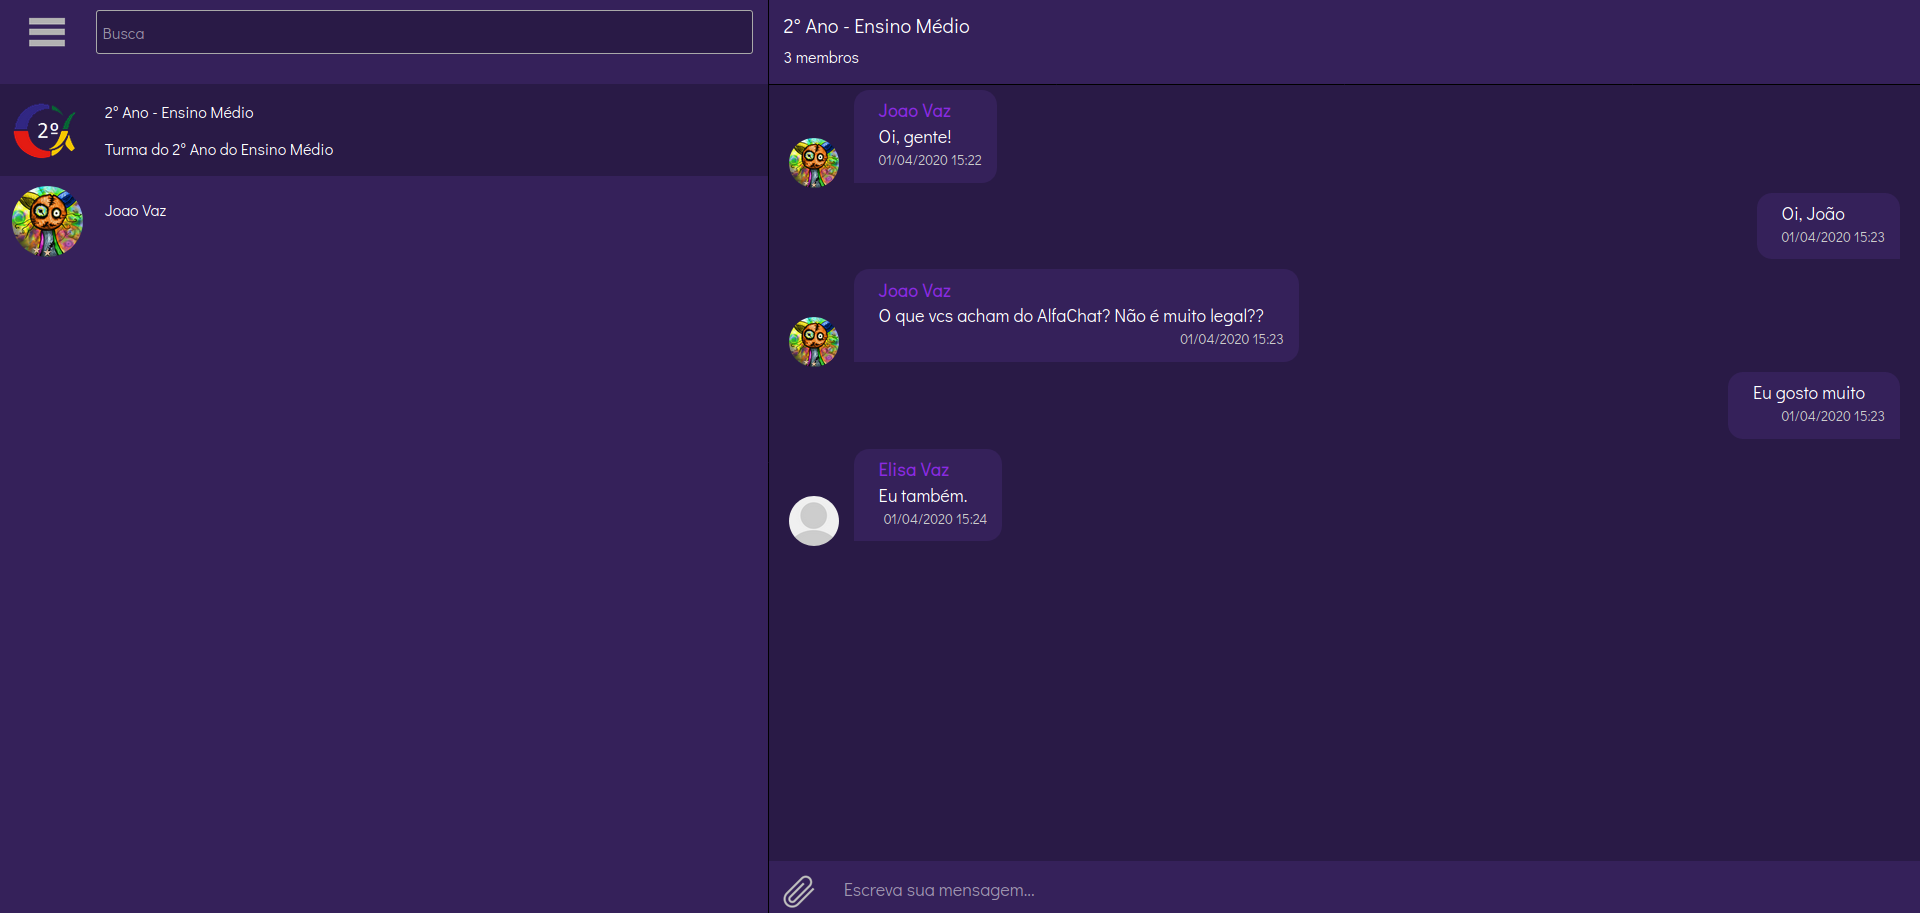 Busca
2º Ano - Ensino Médio
3 membros
2º
2º Ano - Ensino Médio
Turma do 2º Ano do Ensino Médio
Joao Vaz
Joao Vaz
Oi, gente!
01/04/2020 15:22
Oi, João
01/04/2020 15:23
Joao Vaz
O que vcs acham do AlfaChat? Não é muito legal??
01/04/2020 15:23
Eu gosto muito
01/04/2020 15:23
Elisa Vaz
Eu também.
01/04/2020 15:24
Escreva sua mensagem...